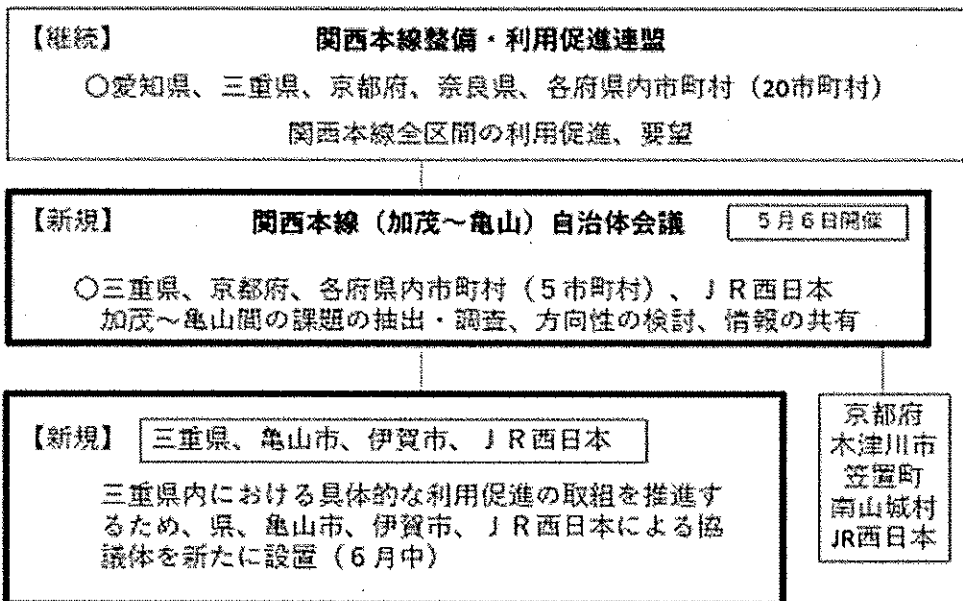 【継続】 関西本線整備・利用促進連盟
○愛知県、三重県、京都府、奈良県、各府県内市町村（20市町村）
関西本線全区間の利用促進、要望
【新規】 関西本線（加茂～亀山）自治体会議 5月6日開催
○三重県、京都府、各府県内市町村（5市町村）、JR西日本
加茂～亀山間の課題の抽出・調査、方向性の検討、情報の共有
【新規】 三重県、亀山市、伊賀市、JR西日本
三重県内における具体的な利用促進の取組を推進す
るため、県、亀山市、伊賀市、JR西日本による協
議体を新たに設置（6月中）
京都府
木津川市
笠置町
南山城村
JR西日本